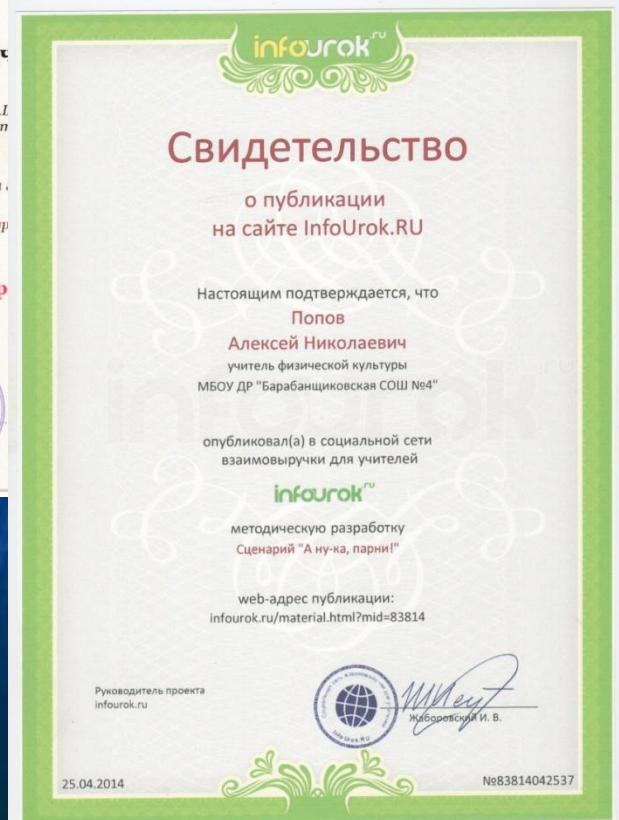 infourok.ru
Свидетельство
о публикации
на сайте InfoUrok.RU
Настоящим подтверждается, что
Попов
Алексей Николаевич
учитель физической культуры
МБОУ ДР "Барабанщиковская СОШ №4"
опубликовал(а) в социальной сети
взаимовыручки для учителей
infourok.ru
методическую разработку
Сценарий "А ну-ка, парни!"
web-адрес публикации:
infourok.ru/material.html?mid=83814
Руководитель проекта
infourok.ru
Жаборовский И. В.
25.04.2014
№83814042537